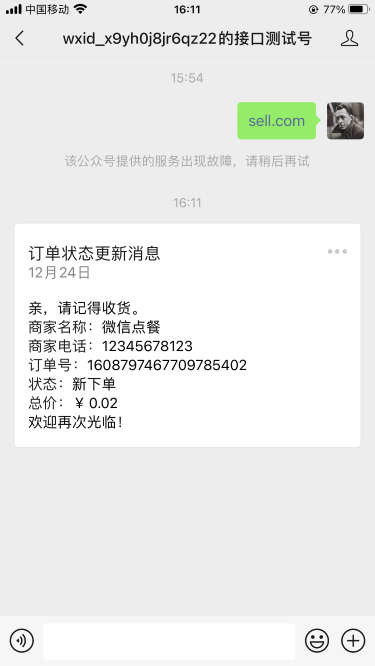 中国移动
16:11
77%
wxid_x9yh0j8jr6qz22的接口测试号
15:54
sell.com
该公众号提供的服务出现故障，请稍后再试
16:11
订单状态更新消息
12月24日
亲，请记得收货。
商家名称：微信点餐
商家电话：12345678123
订单号：1608797467709785402
状态：新下单
总价：￥0.02
欢迎再次光临！